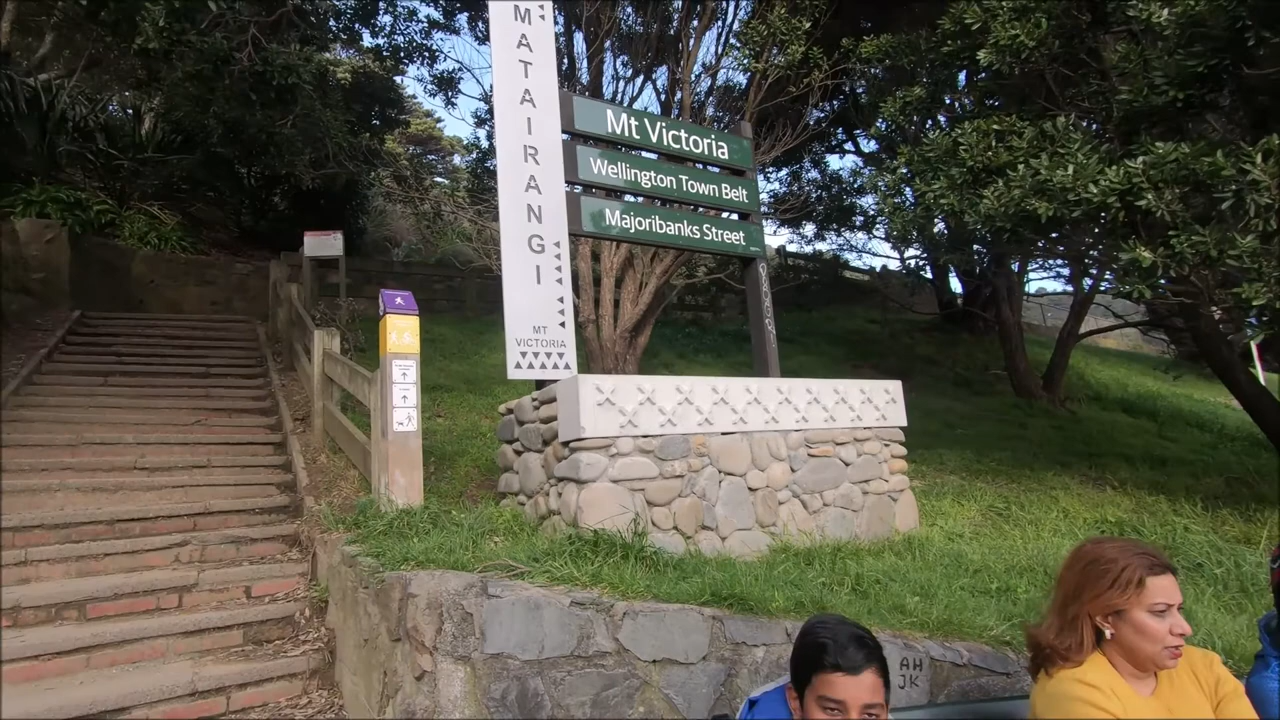 MATAIRANGI
MT
VICTORIA
Mt Victoria
Wellington Town Belt
Majoribanks Street
AH
JK